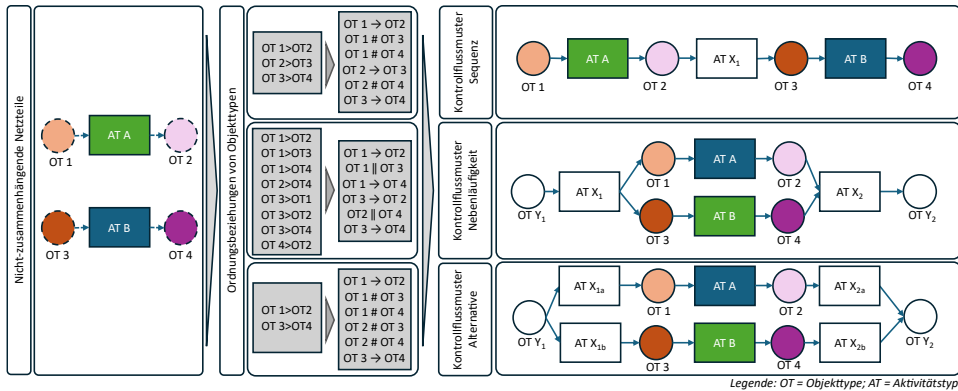 Nicht-zusammenhängende Netzteile
AT A
OT 1
OT 2
AT B
OT 3
OT 4
Ordnungsbeziehungen von Objekttypen
OT 1>OT2
OT 2>OT3
OT 3>OT4
OT 1 → OT2
OT 1 # OT 3
OT 1 # OT 4
OT 2 → OT 3
OT 2 # OT 4
OT 3 → OT4
OT 1>OT2
OT 1>OT3
OT 1>OT4
OT 2>OT4
OT 3>OT1
OT 3>OT2
OT 3>OT4
OT 4>OT2
OT 1 → OT2
OT 1 || OT 3
OT 1 → OT 4
OT 3 → OT 2
OT2 || OT 4
OT 3 → OT4
OT 1>OT2
OT 3>OT4
OT 1 → OT2
OT 1 # OT 3
OT 1 # OT4
OT 2 # OT3
OT 2 # OT4
OT 3 → OT4
Kontrollflussmuster
Sequenz
AT A
AT X1
AT B
OT 1
OT 2
OT 3
OT 4
Kontrollflussmuster
Nebenläufigkeit
AT A
OT 1
OT 2
AT X1
AT X2
OT Y1
OT Y2
AT B
OT 3
OT 4
Kontrollflussmuster
Alternative
AT X1a
AT A
AT X2a
OT 1
OT 2
OT Y1
OT Y2
AT X1b
AT B
AT X2b
OT 3
OT 4
Legende: OT = Objekttype; AT = Aktivitätstyp